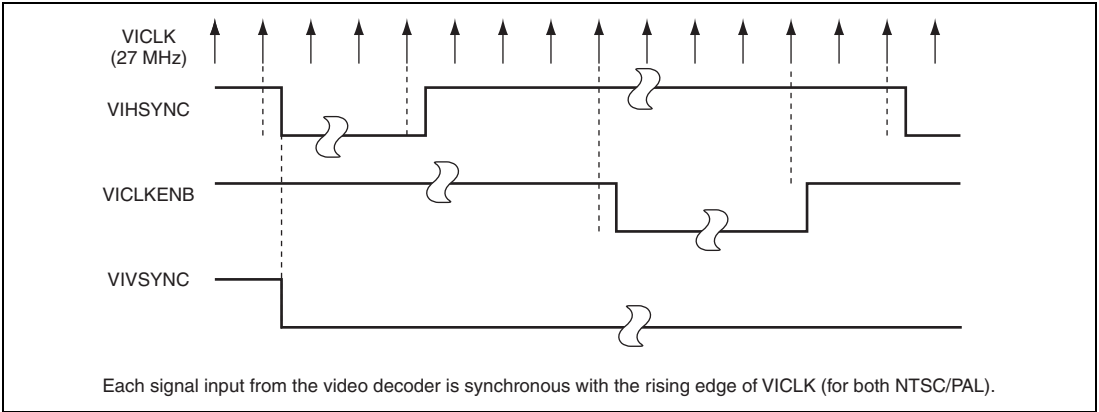 VICLK
(27 MHz)
VIHSYNC
VICLKENB
VIVSYNC
Each signal input from the video decoder is synchronous with the rising edge of VICLK (for both NTSC/PAL).